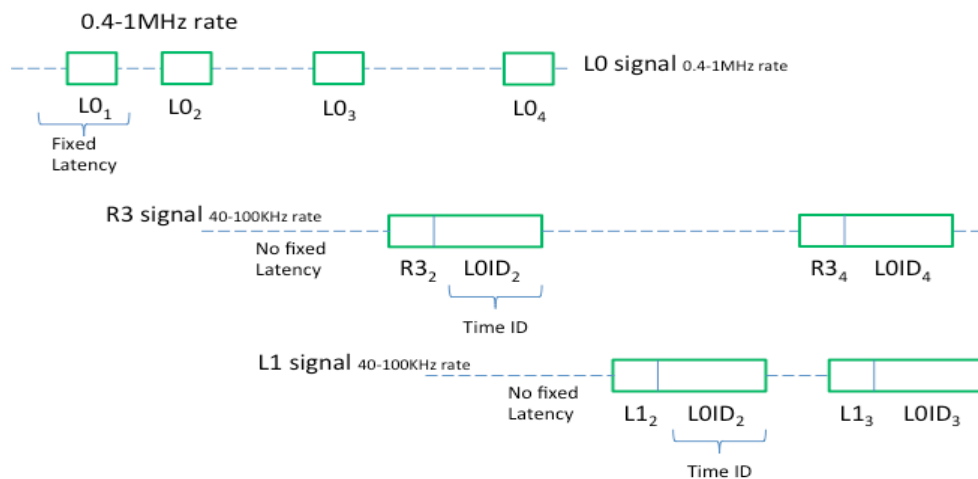 0.4-1MHz rate
L0 signal 0.4-1MHz rate
L0₁ L0₂ L0₃ L0₄
Fixed
Latency
R3 signal 40-100KHz rate
No fixed
Latency
R3₂ L0ID₂ R3₄ L0ID₄
Time ID
L1 signal 40-100KHz rate
No fixed
Latency
L1₂ L0ID₂ L1₃ L0ID₃
Time ID